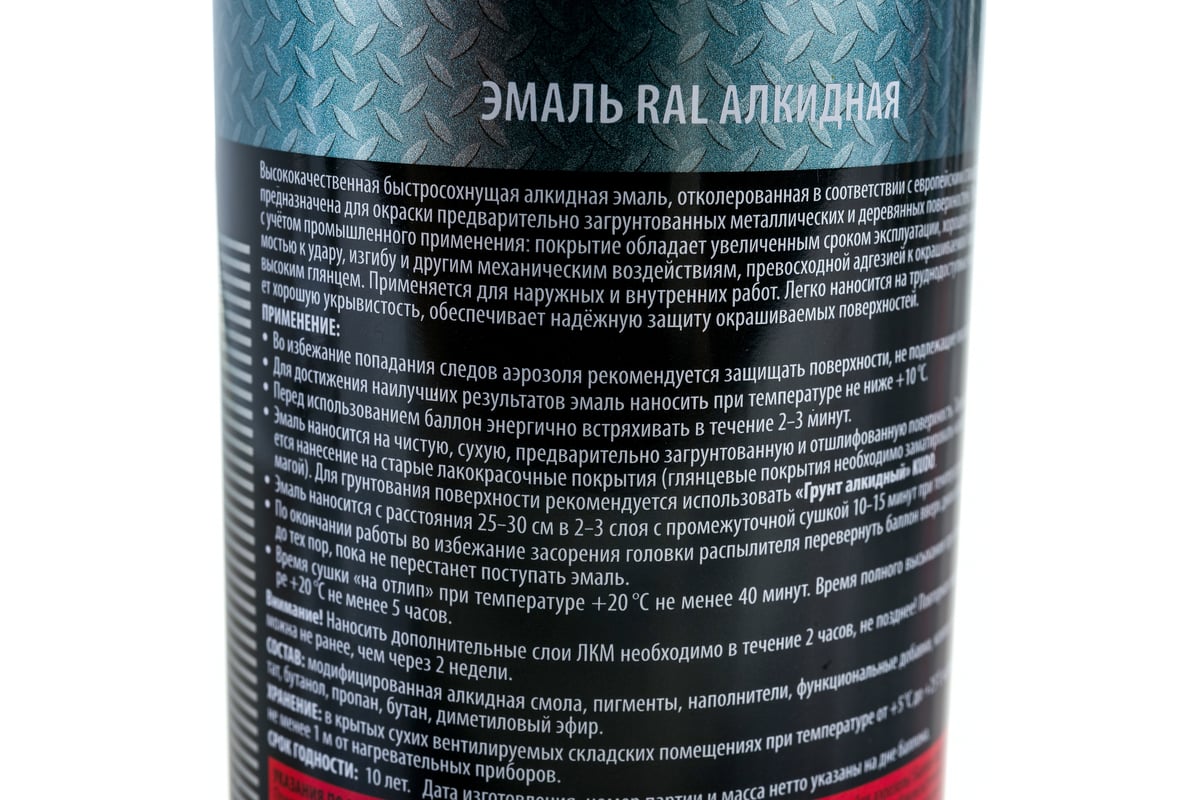 ЭМАЛЬ RAL АЛКИДНАЯ
Высококачественная быстросохнущая алкидная эмаль, отколерованная в соответствии с
предназначена для окраски предварительно загрунтованных металлических и деревянных
с учётом промышленного применения: покрытие обладает увеличенным сроком эксплуатации,
мостью к удару, изгибу и другим механическим воздействиям, превосходной адгезией к
высоким глянцем. Применяется для наружных и внутренних работ. Легко наносится на
ет хорошую укрывистость, обеспечивает надёжную защиту окрашиваемых поверхностей.
ПРИМЕНЕНИЕ:
• Во избежание попадания следов аэрозоля рекомендуется защищать поверхности, не подлежащие
• Для достижения наилучших результатов эмаль наносить при температуре не ниже +10 °С.
• Перед использованием баллон энергично встряхивать в течение 2–3 минут.
• Эмаль наносится на чистую, сухую, предварительно загрунтованную и отшлифованную поверхность.
ется нанесение на старые лакокрасочные покрытия (глянцевые покрытия необходимо
магой). Для грунтования поверхности рекомендуется использовать «Грунт алкидный» KUDO.
• Эмаль наносится с расстояния 25–30 см в 2–3 слоя с промежуточной сушкой 10–15 минут при
• По окончании работы во избежание засорения головки распылителя перевернуть баллон вверх
до тех пор, пока не перестанет поступать эмаль.
• Время сушки «на отлип» при температуре +20 °С не менее 40 минут. Время полного высыхания
ре +20 °С не менее 5 часов.
Внимание! Наносить дополнительные слои ЛКМ необходимо в течение 2 часов, не позднее!
можна не ранее, чем через 2 недели.
СОСТАВ: модифицированная алкидная смола, пигменты, наполнители, функциональные добавки,
тат, бутанол, пропан, бутан, диметиловый эфир.
ХРАНЕНИЕ: в крытых сухих вентилируемых складских помещениях при температуре от +5 °С до
не менее 1 м от нагревательных приборов.
СРОК ГОДНОСТИ: 10 лет. Дата изготовления, номер партии и масса нетто указаны на дне баллона.
УКАЗАНИЯ